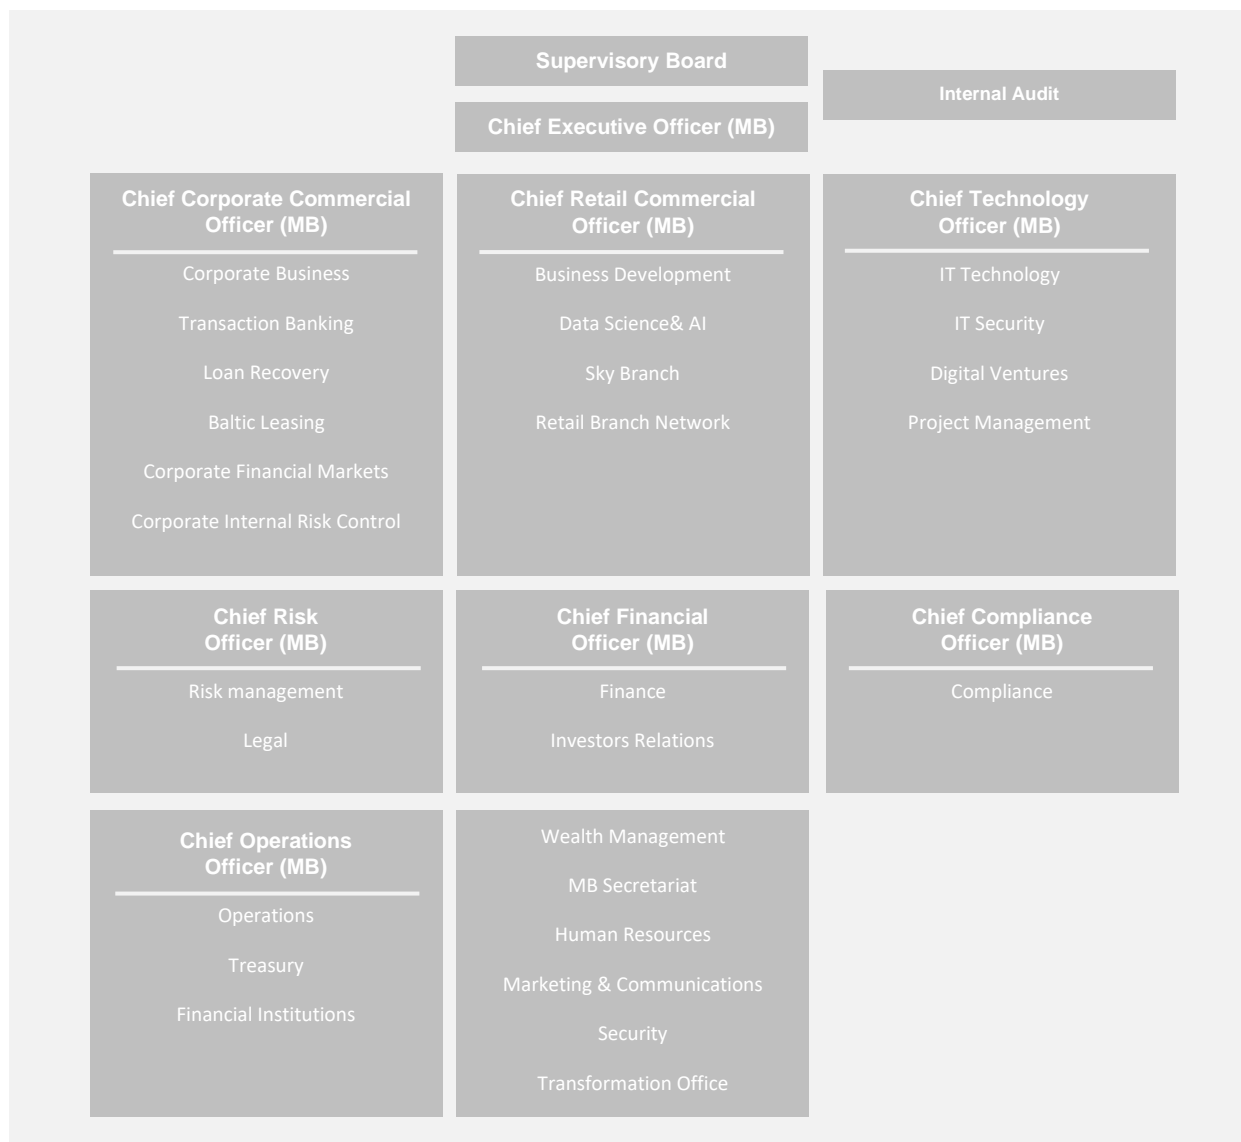 Supervisory Board
Internal Audit
Chief Executive Officer (MB)
Chief Corporate Commercial
Officer (MB)
Corporate Business
Transaction Banking
Loan Recovery
Baltic Leasing
Corporate Financial Markets
Corporate Internal Risk Control
Chief Retail Commercial
Officer (MB)
Business Development
Data Science& AI
Sky Branch
Retail Branch Network
Chief Technology
Officer (MB)
IT Technology
IT Security
Digital Ventures
Project Management
Chief Risk
Officer (MB)
Risk management
Legal
Chief Financial
Officer (MB)
Finance
Investors Relations
Chief Compliance
Officer (MB)
Compliance
Chief Operations
Officer (MB)
Operations
Treasury
Financial Institutions
Wealth Management
MB Secretariat
Human Resources
Marketing & Communications
Security
Transformation Office